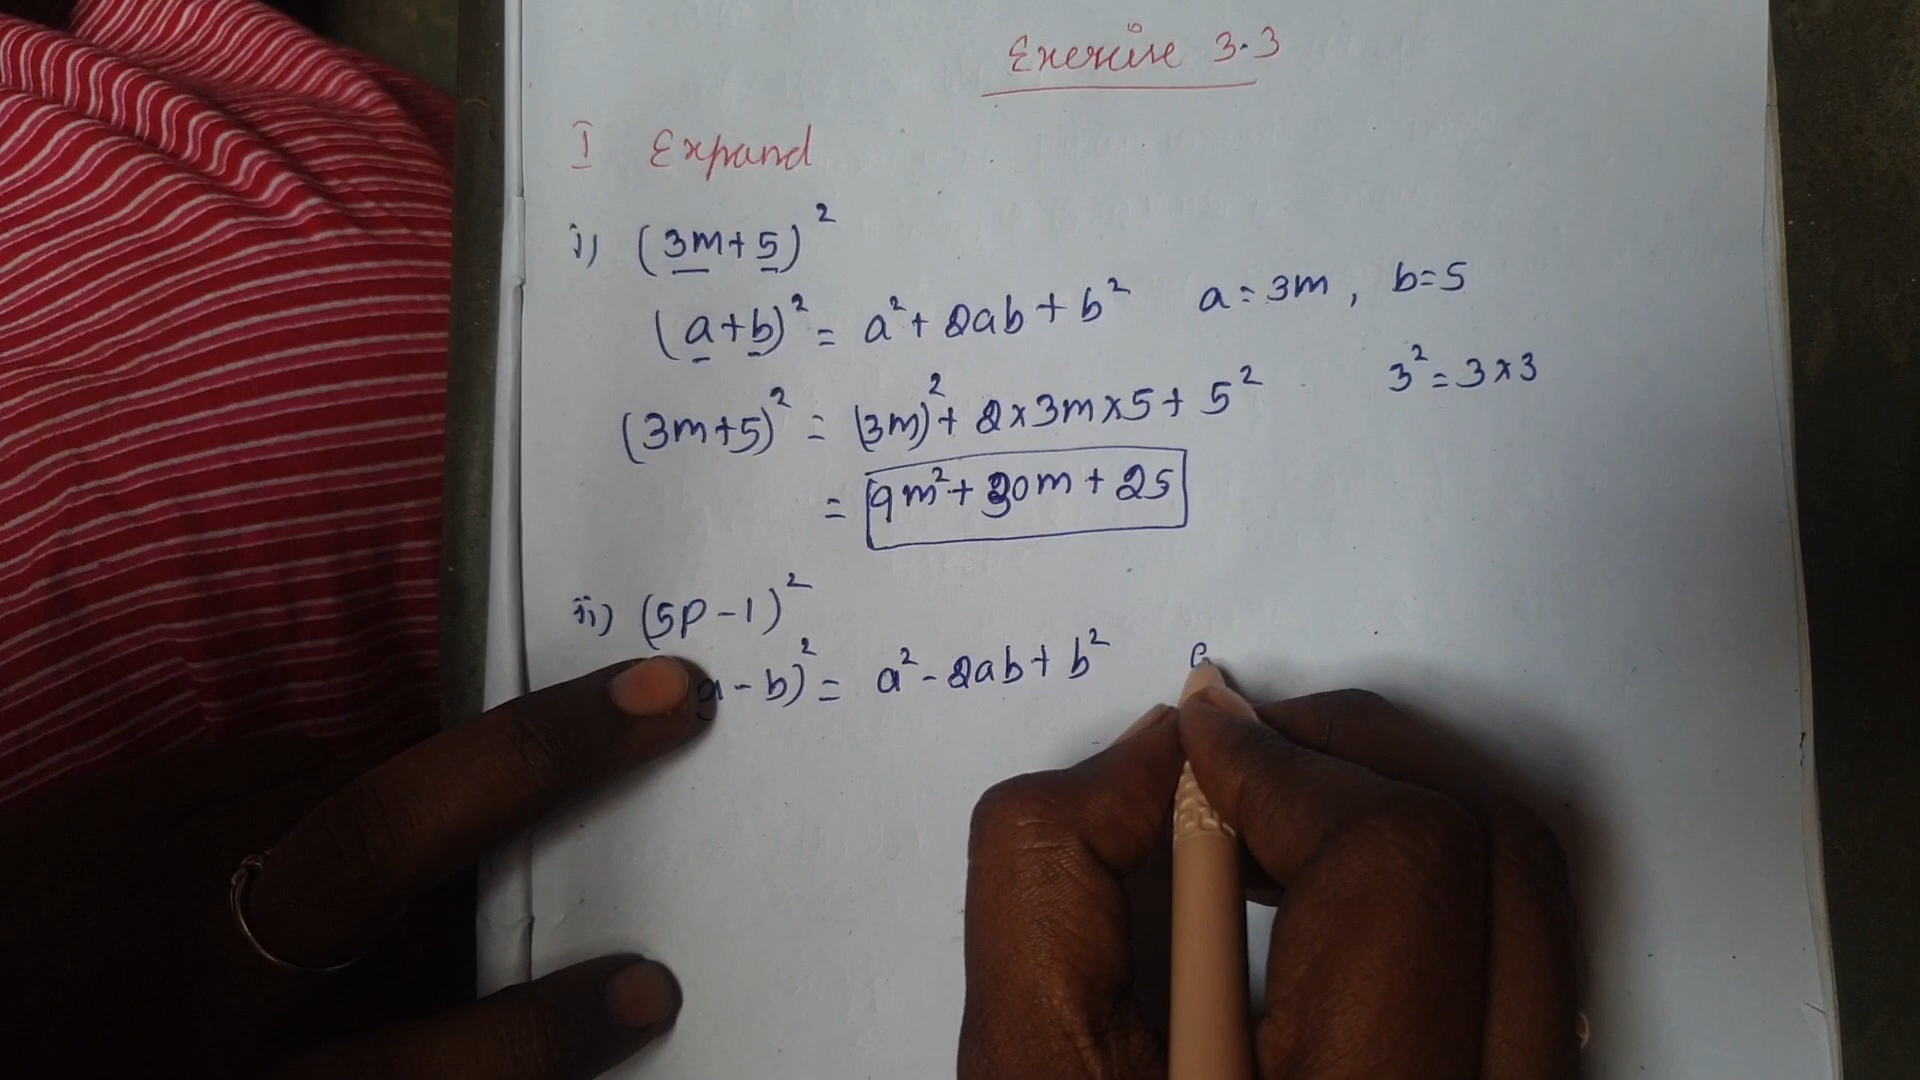 Exercise 3.3
I Expand
i) (3m+5)²
(a+b)² = a²+2ab+b² a=3m, b=5
(3m+5)² = (3m)²+2×3m×5+5² 3²=3×3
= 9m²+30m+25
ii) (5p-1)²
a-b)² = a²-2ab+b²